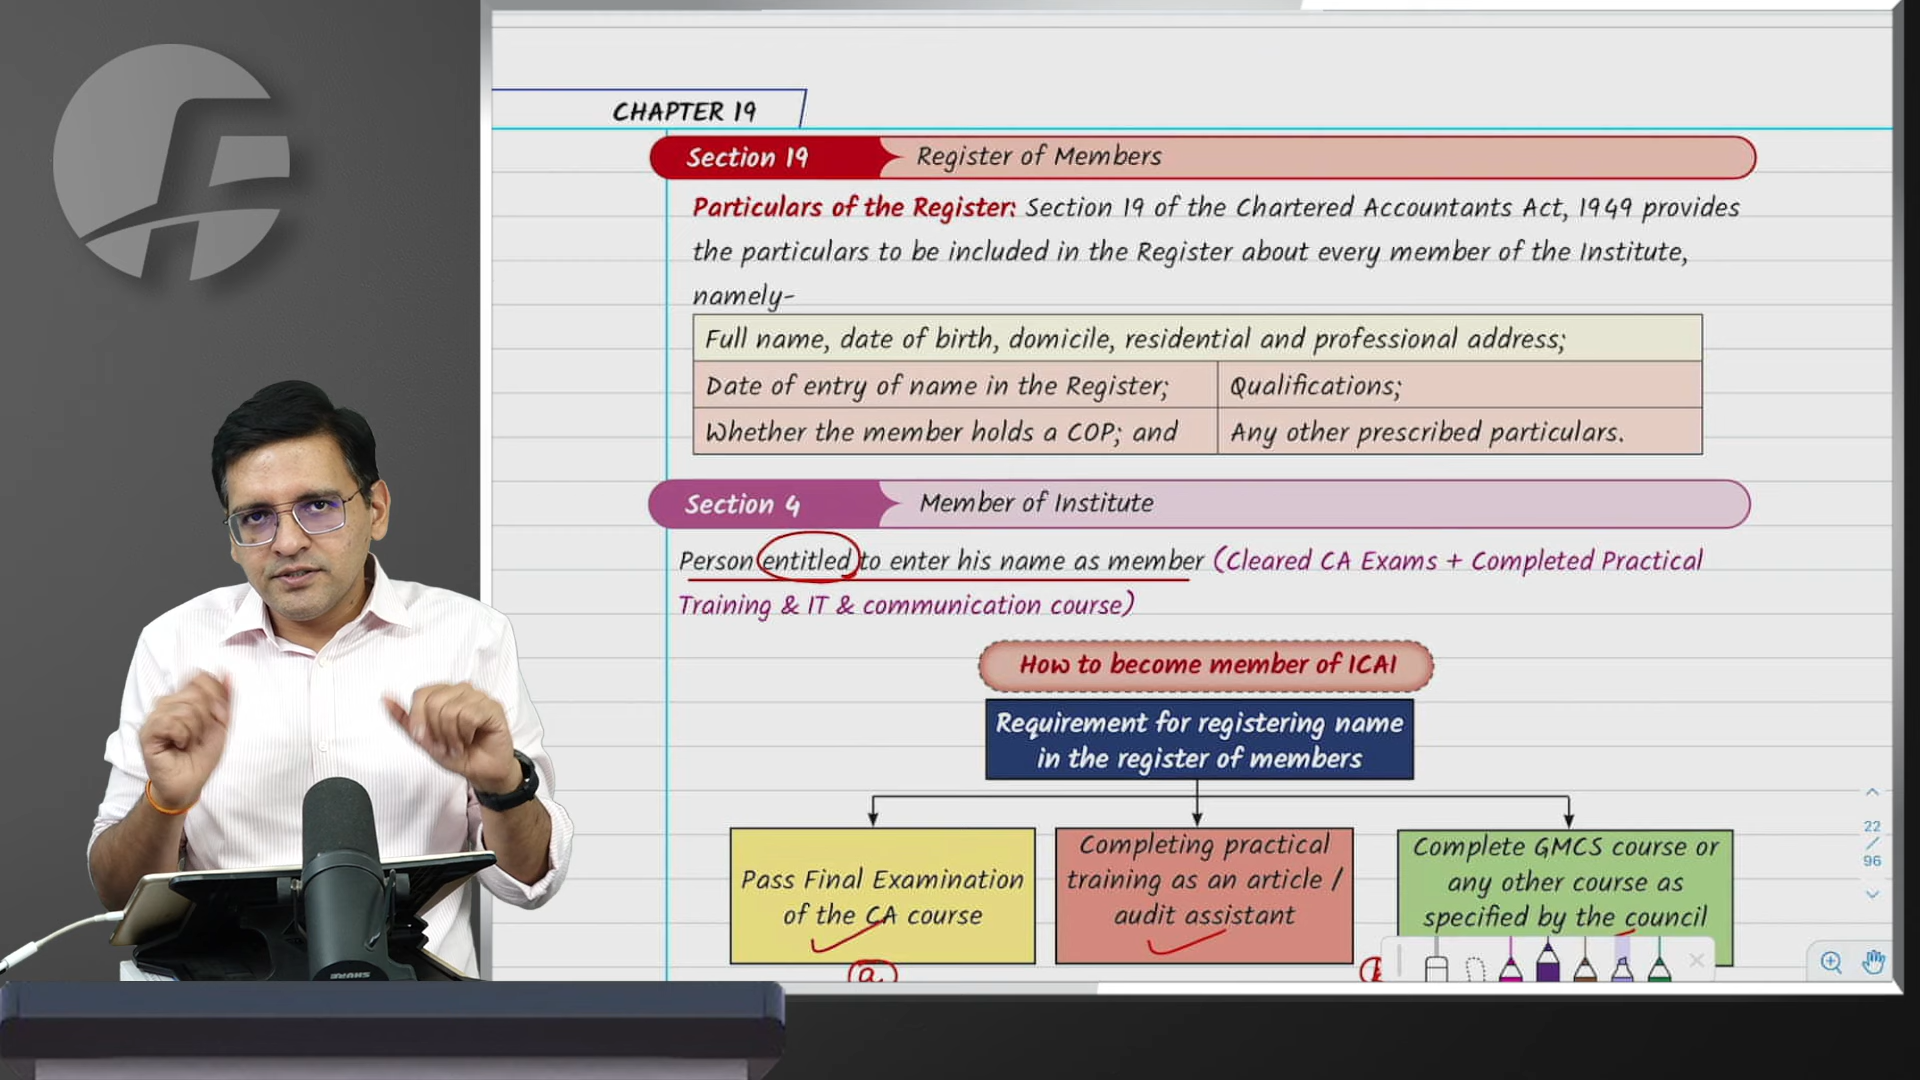 CHAPTER 19
Section 19 Register of Members
Particulars of the Register: Section 19 of the Chartered Accountants Act, 1949 provides
the particulars to be included in the Register about every member of the Institute,
namely-
Full name, date of birth, domicile, residential and professional address;
Date of entry of name in the Register; Qualifications;
Whether the member holds a COP; and Any other prescribed particulars.
Section 4 Member of Institute
Person entitled to enter his name as member (Cleared CA Exams + Completed Practical
Training & IT & communication course)
How to become member of ICAI
Requirement for registering name
in the register of members
Pass Final Examination
of the CA course
Completing practical
training as an article /
audit assistant
Complete GMCS course or
any other course as
specified by the council
a
22
/
96
SHURE